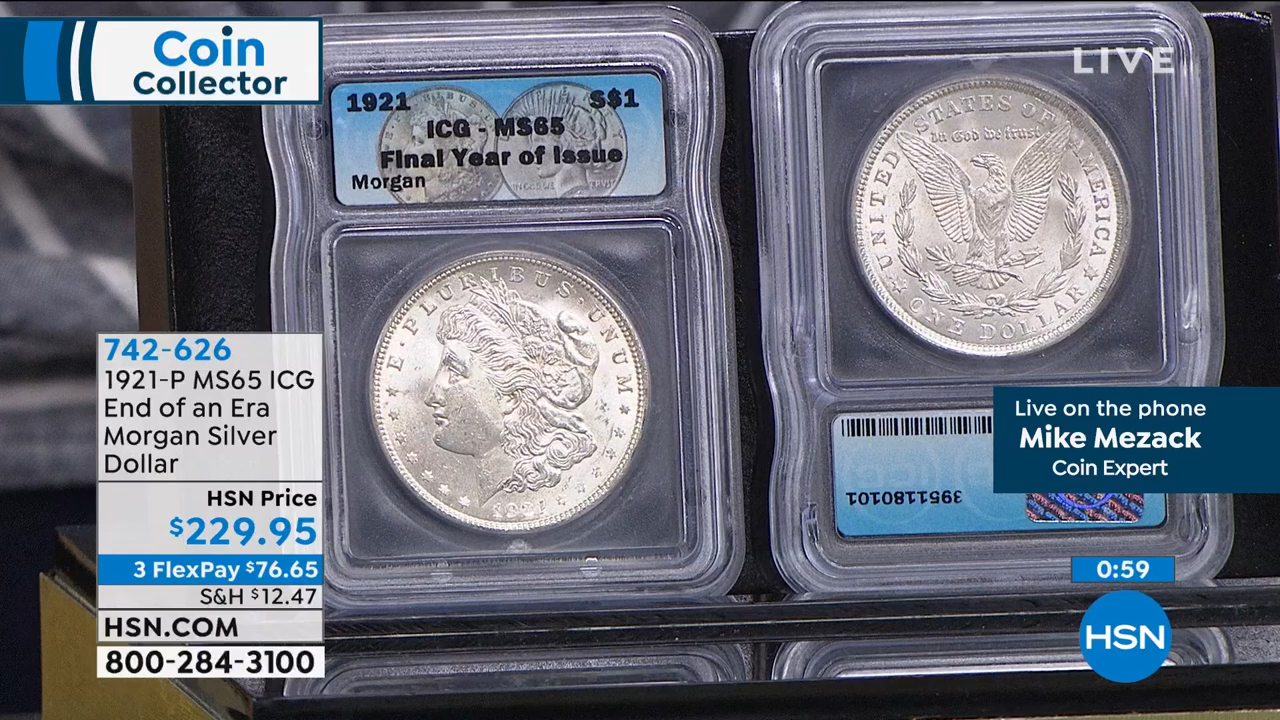 Coin
Collector
LIVE
1921 S$1
ICG - MS65
Final Year of Issue
Morgan
E·PLURIBUS·UNUM
UNITED STATES OF AMERICA
In God we trust
ONE DOLLAR
742-626
1921-P MS65 ICG
End of an Era
Morgan Silver
Dollar
HSN Price
$229.95
3 FlexPay $76.65
S&H $12.47
HSN.COM
800-284-3100
Live on the phone
Mike Mezack
Coin Expert
3951180101
0:59
HSN